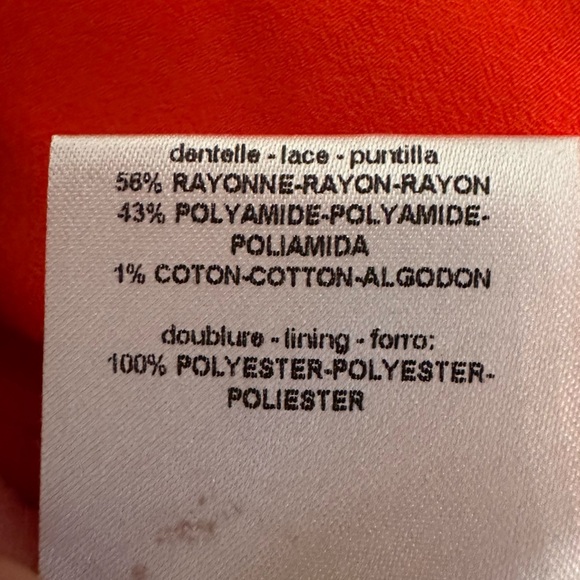 dentelle - lace - puntilla
56% RAYONNE-RAYON-RAYON
43% POLYAMIDE-POLYAMIDE-
POLIAMIDA
1% COTON-COTTON-ALGODON
doublure - lining - forro:
100% POLYESTER-POLYESTER-
POLIESTER